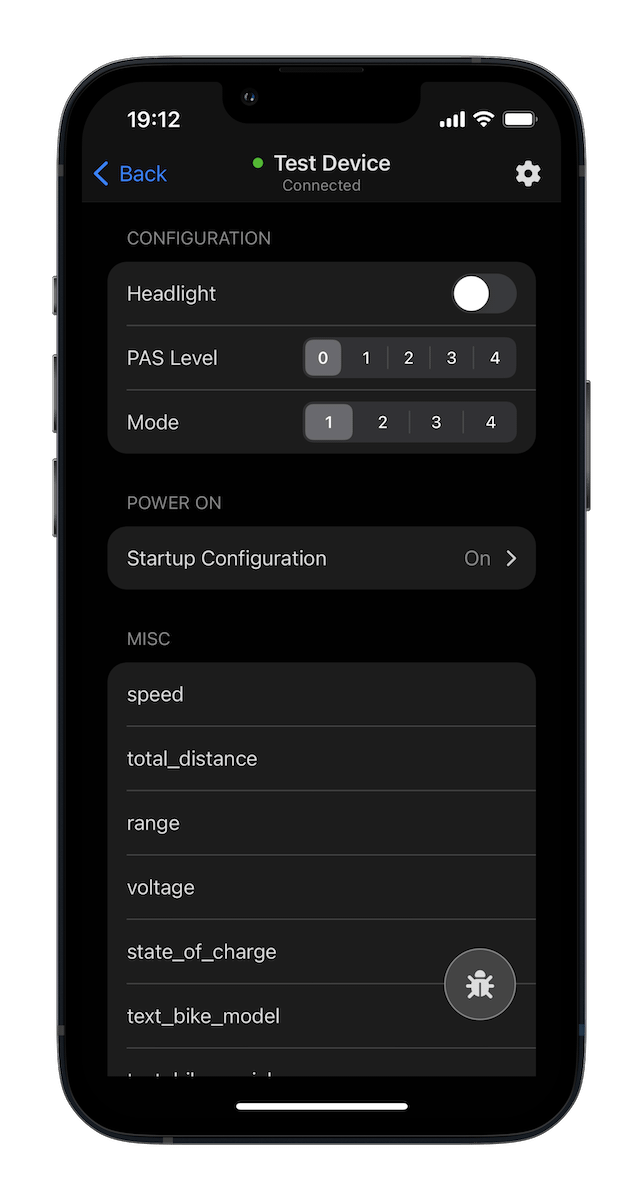 19:12
Back
Test Device
Connected
CONFIGURATION
Headlight
PAS Level 0 1 2 3 4
Mode 1 2 3 4
POWER ON
Startup Configuration On
MISC
speed
total_distance
range
voltage
state_of_charge
text_bike_model